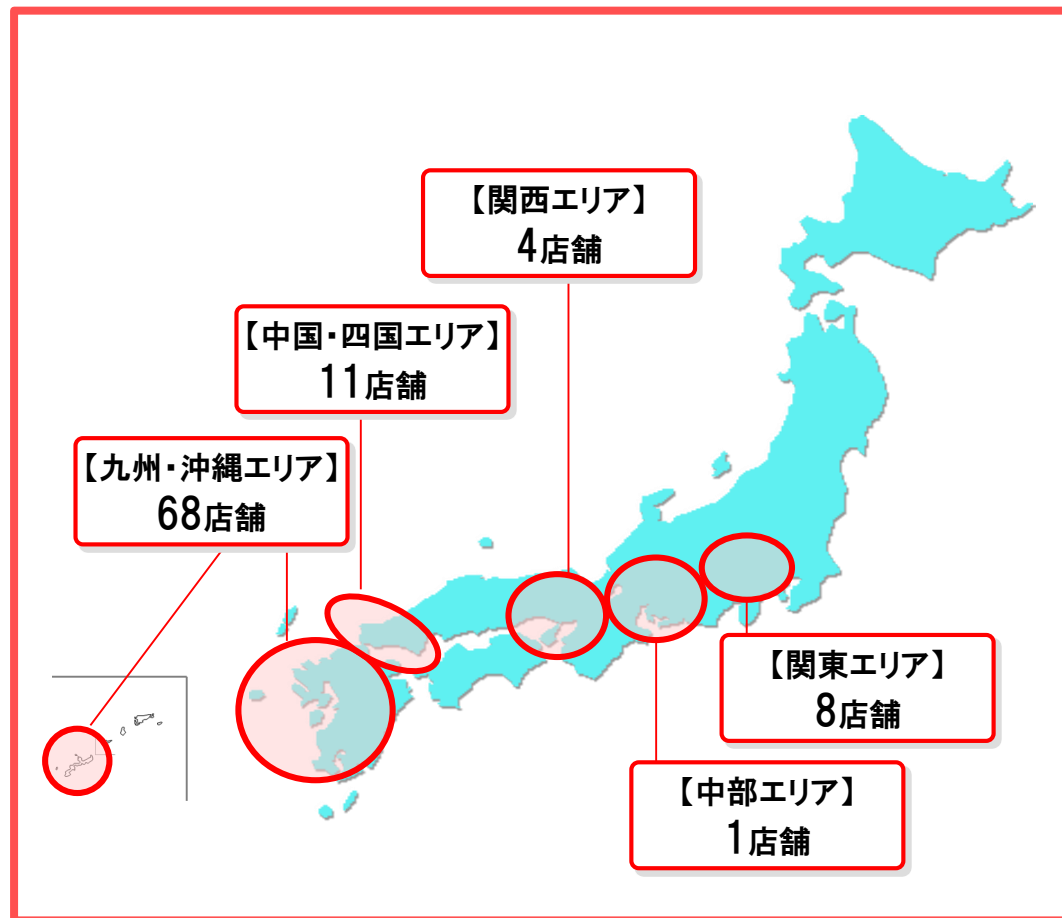 【関西エリア】
4店舗
【中国・四国エリア】
11店舗
【九州・沖縄エリア】
68店舗
【関東エリア】
8店舗
【中部エリア】
1店舗